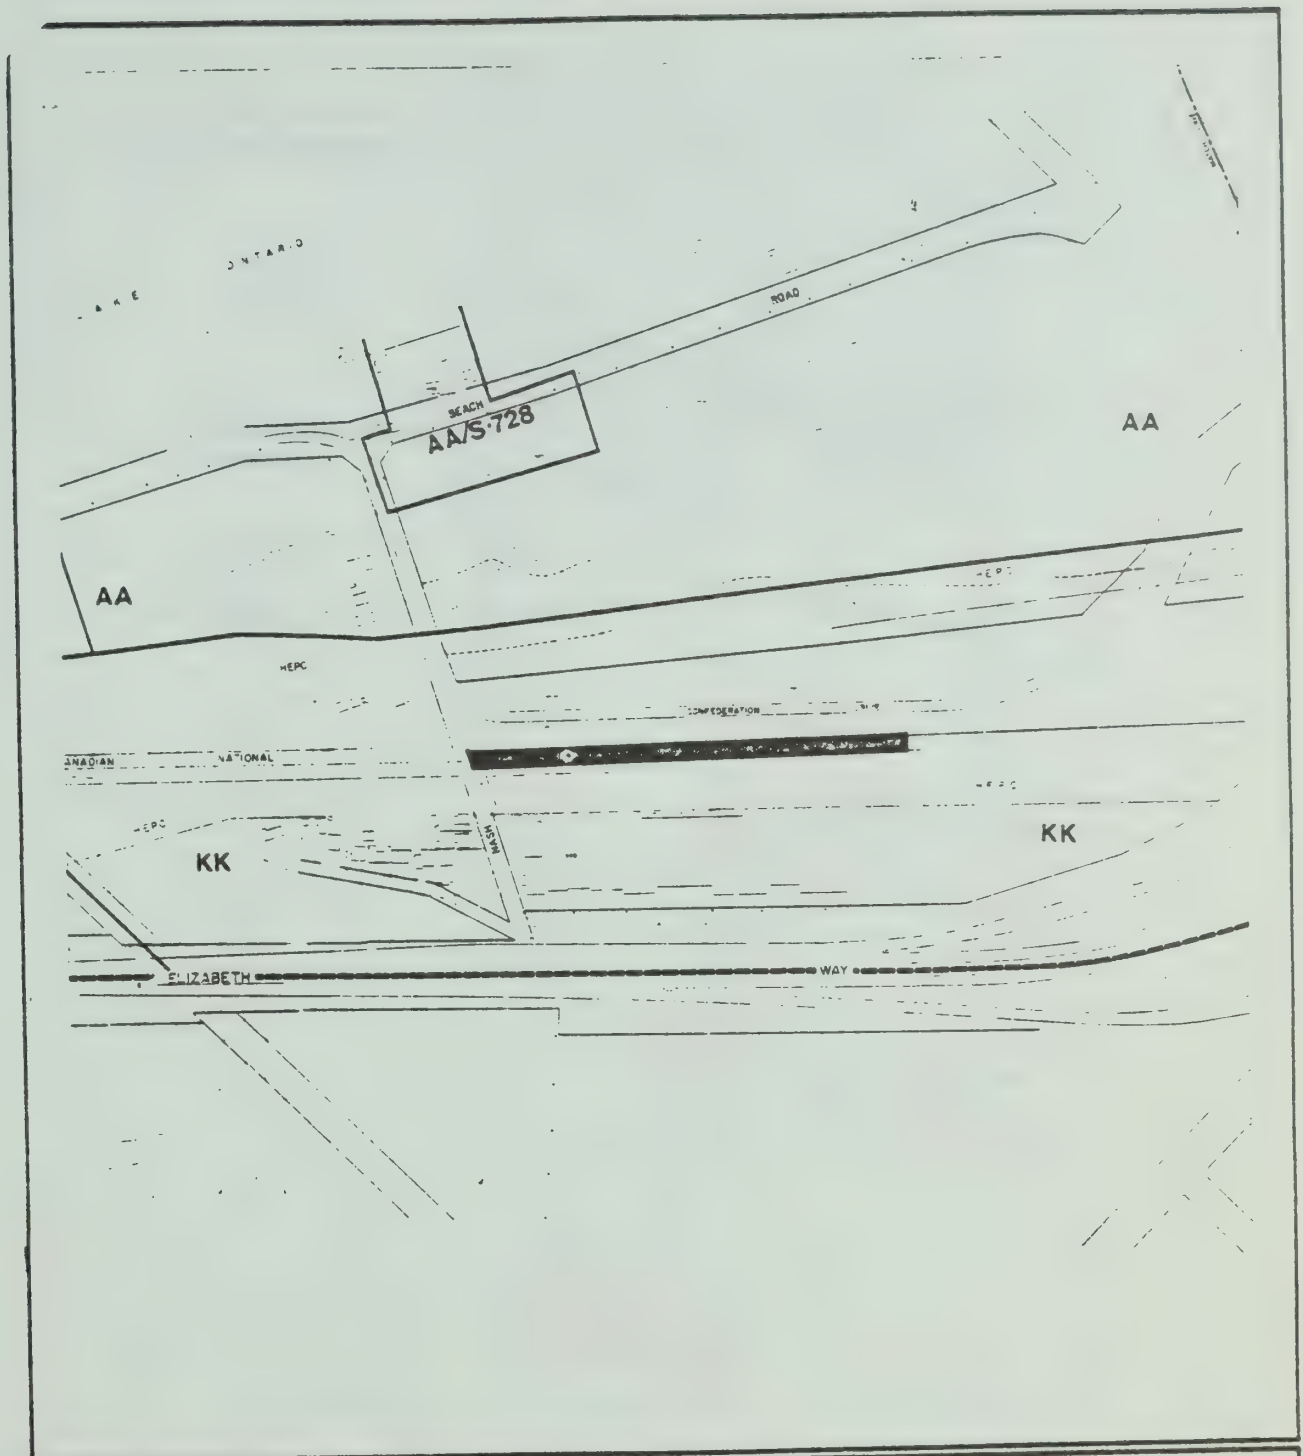 ONTARIO
AKE
ROAD
BEACH
AA/S·728
AA
HEPC
AA
HEPC
CONFEDERATION
ANADIAN NATIONAL
HEPC
HEPC
NASH
KK
KK
ELIZABETH WAY